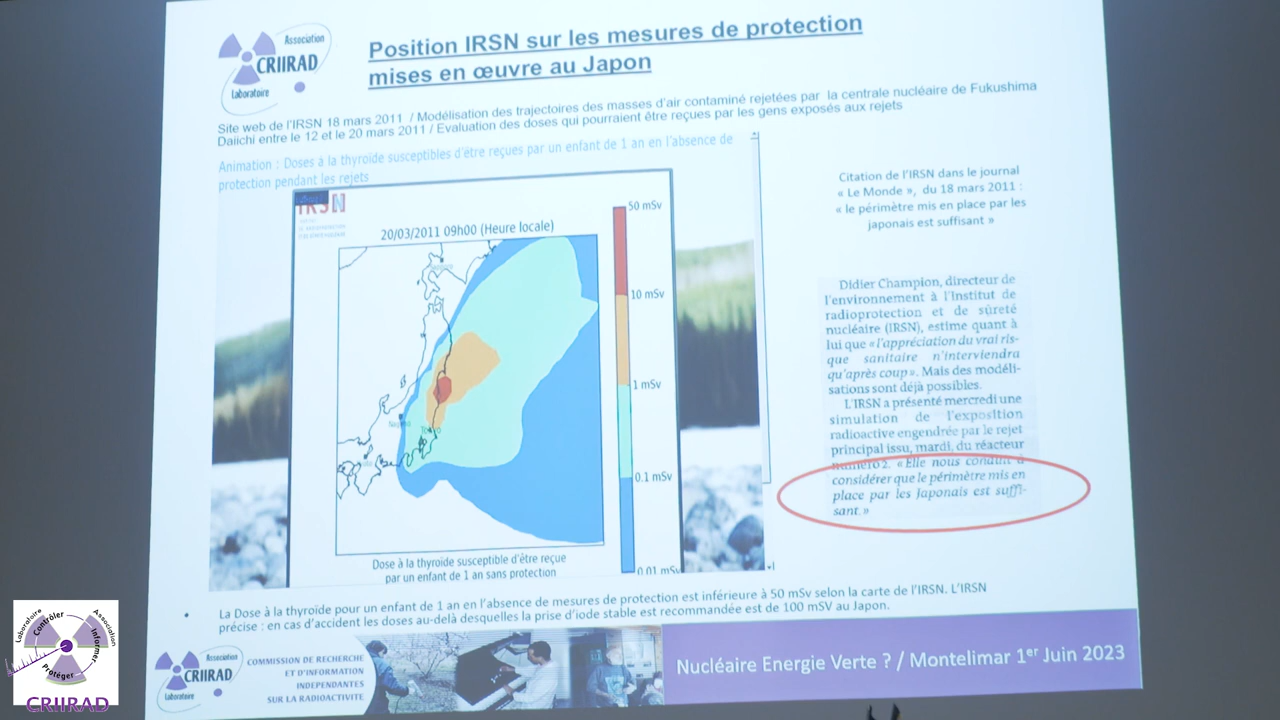 Association
CRIIRAD
Laboratoire
Position IRSN sur les mesures de protection
mises en œuvre au Japon
Site web de l'IRSN 18 mars 2011 / Modélisation des trajectoires des masses d'air contaminé rejetées par la centrale nucléaire de Fukushima
Daiichi entre le 12 et le 20 mars 2011 / Evaluation des doses qui pourraient être reçues par les gens exposés aux rejets
Animation : Doses à la thyroïde susceptibles d'être reçues par un enfant de 1 an en l'absence de
protection pendant les rejets
IRSN
20/03/2011 09h00 (Heure locale)
50 mSv
10 mSv
1 mSv
0.1 mSv
0.01 mSv
Dose à la thyroïde susceptible d'être reçue
par un enfant de 1 an sans protection
Citation de l'IRSN dans le journal
« Le Monde », du 18 mars 2011 :
« le périmètre mis en place par les
japonais est suffisant »
Didier Champion, directeur de
l'environnement à l'Institut de
radioprotection et de sûreté
nucléaire (IRSN), estime quant à
lui que « l'appréciation du vrai ris-
que sanitaire n'interviendra
qu'après coup ». Mais des modéli-
sations sont déjà possibles.
L'IRSN a présenté mercredi une
simulation de l'exposition
radioactive engendrée par le rejet
principal issu, mardi, du réacteur
numéro 2. « Elle nous conduit à
considérer que le périmètre mis en
place par les Japonais est suffi-
sant. »
• La Dose à la thyroïde pour un enfant de 1 an en l'absence de mesures de protection est inférieure à 50 mSv selon la carte de l'IRSN. L'IRSN
précise : en cas d'accident les doses au-delà desquelles la prise d'iode stable est recommandée est de 100 mSV au Japon.
Association
CRIIRAD
Laboratoire
COMMISSION DE RECHERCHE
ET D'INFORMATION
INDEPENDANTES
SUR LA RADIOACTIVITE
Nucléaire Energie Verte ? / Montelimar 1er Juin 2023
Laboratoire
Association
Contrôler
Informer
Protéger
CRIIRAD